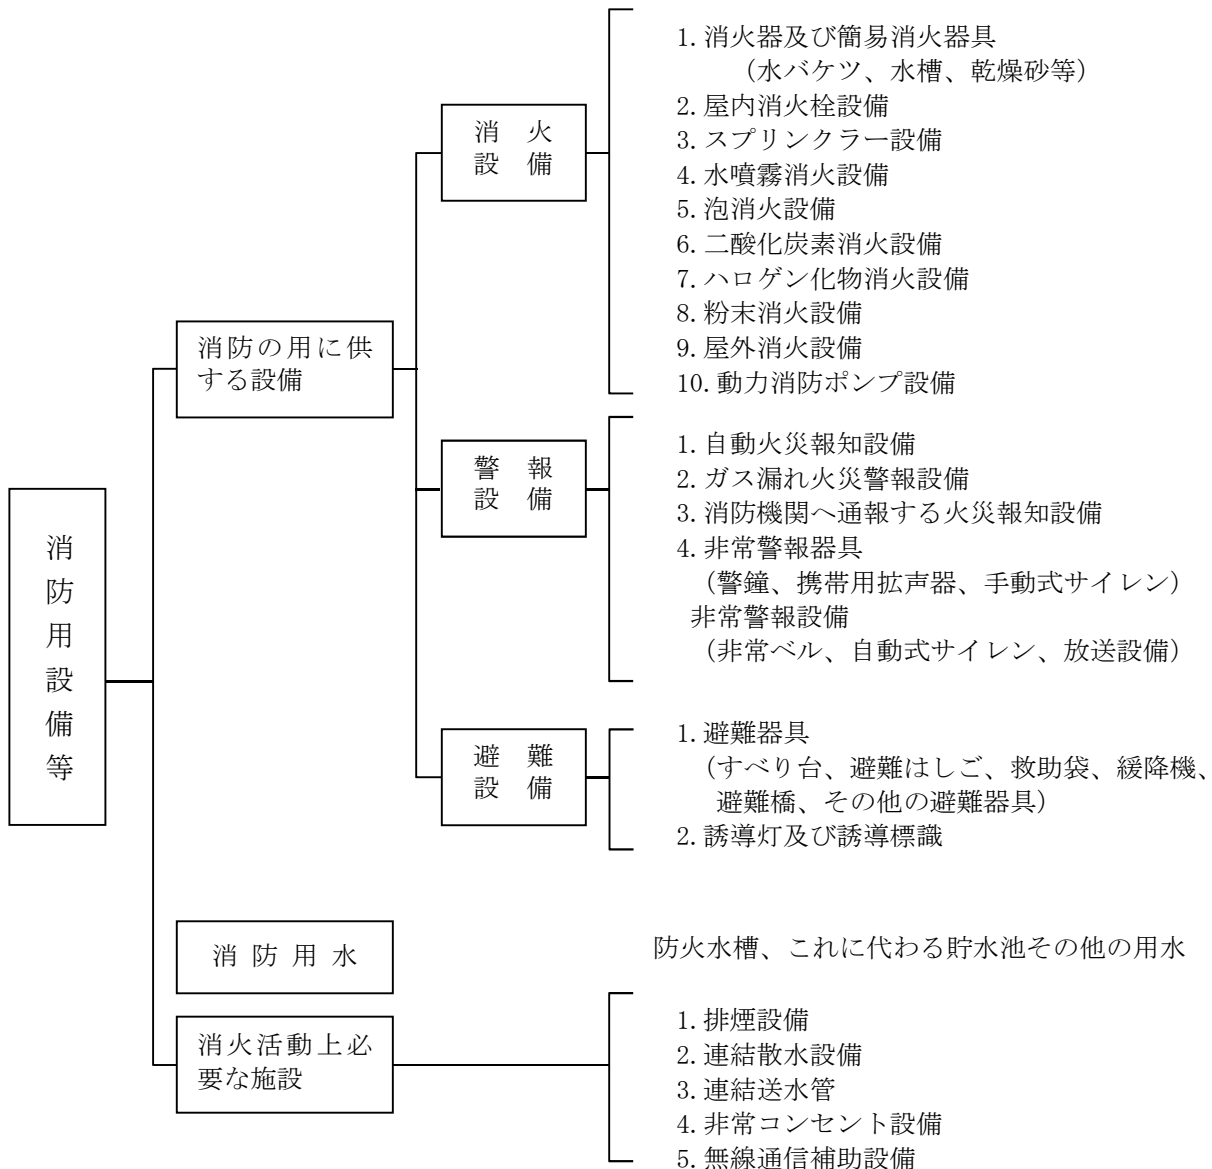 消防用設備等
消防の用に供
する設備
消火
設備
1.消火器及び簡易消火器具
（水バケツ、水槽、乾燥砂等）
2.屋内消火栓設備
3.スプリンクラー設備
4.水噴霧消火設備
5.泡消火設備
6.二酸化炭素消火設備
7.ハロゲン化物消火設備
8.粉末消火設備
9.屋外消火設備
10.動力消防ポンプ設備
警報
設備
1.自動火災報知設備
2.ガス漏れ火災警報設備
3.消防機関へ通報する火災報知設備
4.非常警報器具
（警鐘、携帯用拡声器、手動式サイレン）
非常警報設備
（非常ベル、自動式サイレン、放送設備）
避難
設備
1.避難器具
（すべり台、避難はしご、救助袋、緩降機、
避難橋、その他の避難器具）
2.誘導灯及び誘導標識
消防用水
防火水槽、これに代わる貯水池その他の用水
消火活動上必
要な施設
1.排煙設備
2.連結散水設備
3.連結送水管
4.非常コンセント設備
5.無線通信補助設備